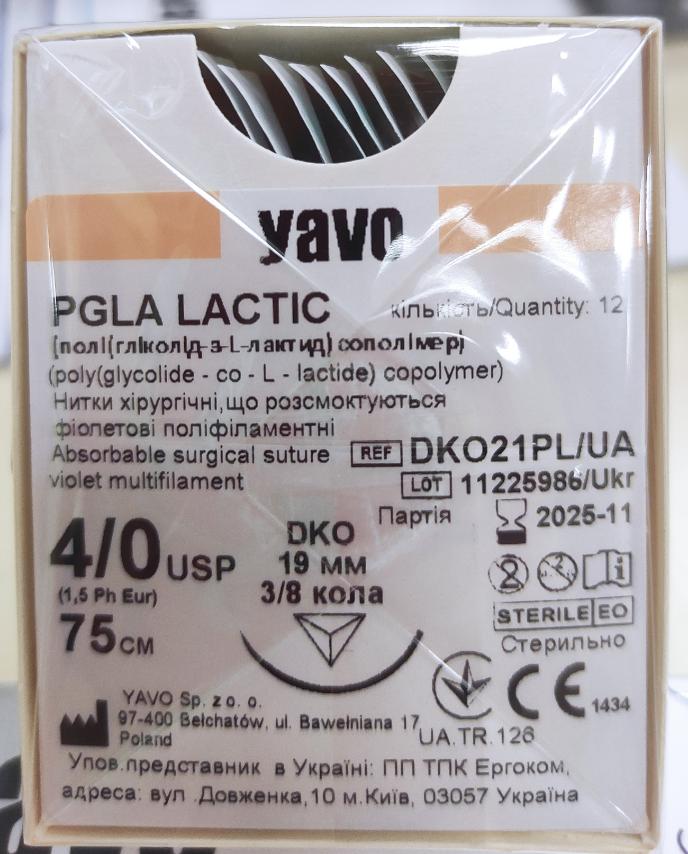 yavo
PGLA LACTIC
кількість/Quantity: 12
(полі(гліколід-з-L-лактид) сополімер)
(poly(glycolide - co - L - lactide) copolymer)
Нитки хірургічні,що розсмоктуються
фіолетові поліфіламентні
Absorbable surgical suture
violet multifilament
REF DKO21PL/UA
LOT 11225986/Ukr
Партія
2025-11
4/0 USP
(1,5 Ph Eur)
75 СМ
DKO
19 мм
3/8 кола
2
STERILE EO
Стерильно
YAVO Sp. z o. o.
97-400 Bełchatów, ul. Bawełniana 17
Poland
UA.TR.126
CE 1434
Упов.представник в Україні: ПП ТПК Ергоком,
адреса: вул .Довженка,10 м.Київ, 03057 Україна